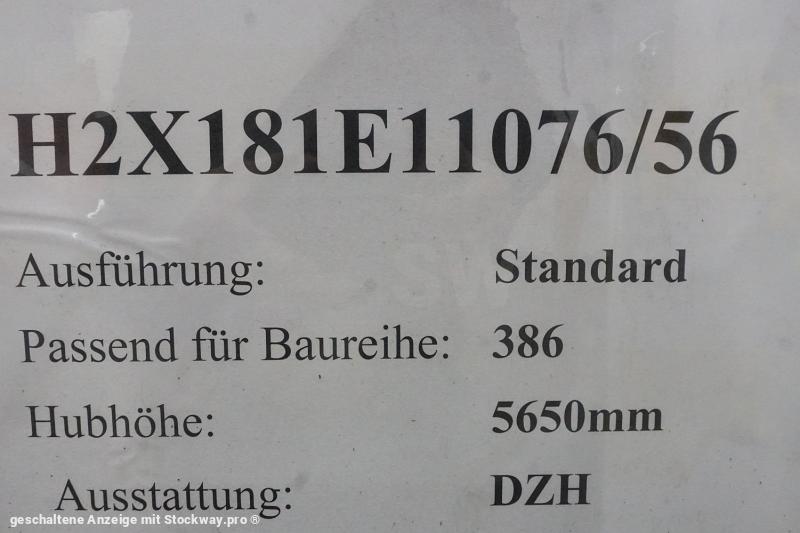 H2X181E11076/56
Ausführung: Standard
Passend für Baureihe: 386
Hubhöhe: 5650mm
Ausstattung: DZH
geschaltene Anzeige mit Stockway.pro ®